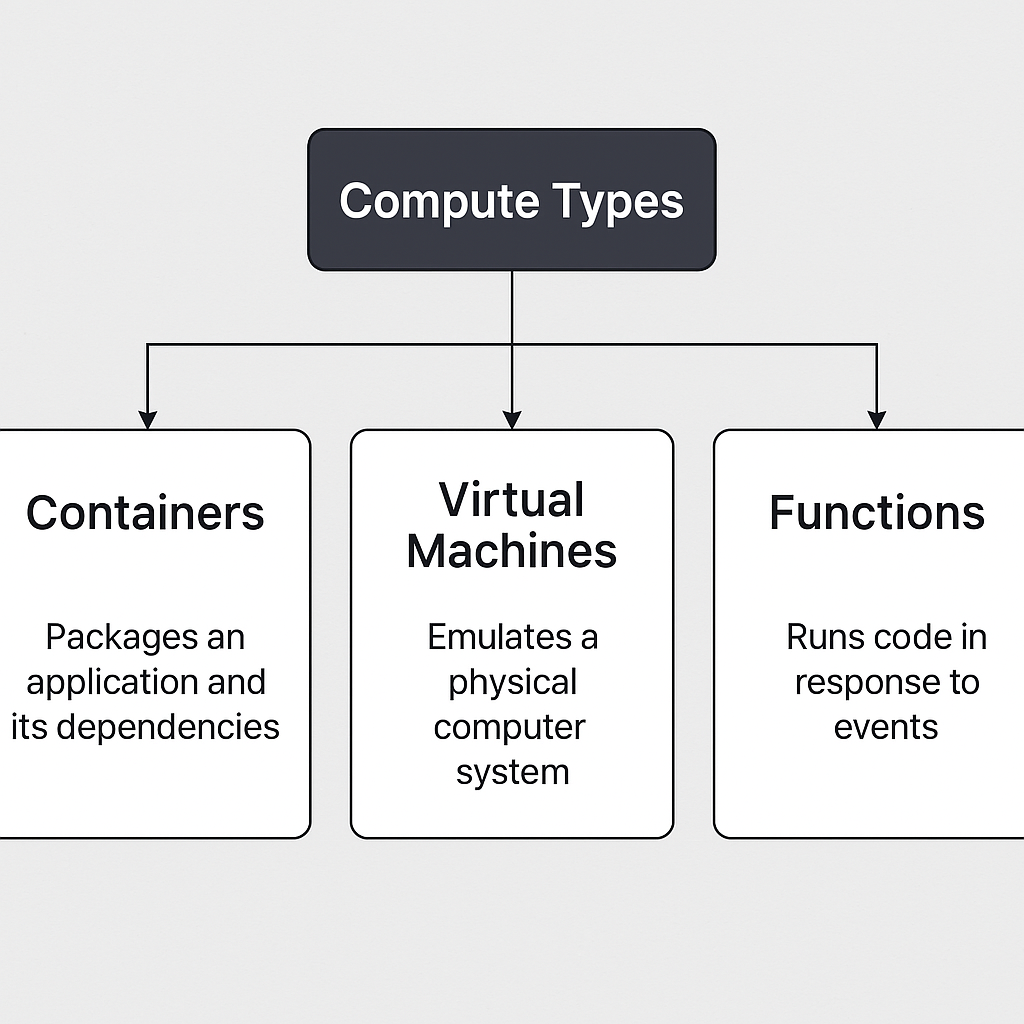 Compute Types
Containers
Packages an
application and
its dependencies
Virtual
Machines
Emulates a
physical
computer
system
Functions
Runs code in
response to
events